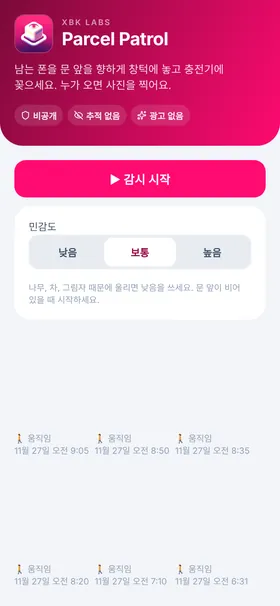 XBK LABS
Parcel Patrol
남는 폰을 문 앞을 향하게 창턱에 놓고 충전기에
꽂으세요. 누가 오면 사진을 찍어요.
비공개 추적 없음 광고 없음
▶ 감시 시작
민감도
낮음 보통 높음
나무, 차, 그림자 때문에 울리면 낮음을 쓰세요. 문 앞이 비어
있을 때 시작하세요.
🚶 움직임 🚶 움직임 🚶 움직임
11월 27일 오전 9:05 11월 27일 오전 8:50 11월 27일 오전 8:35
🚶 움직임 🚶 움직임 🚶 움직임
11월 27일 오전 8:20 11월 27일 오전 7:10 11월 27일 오전 6:31